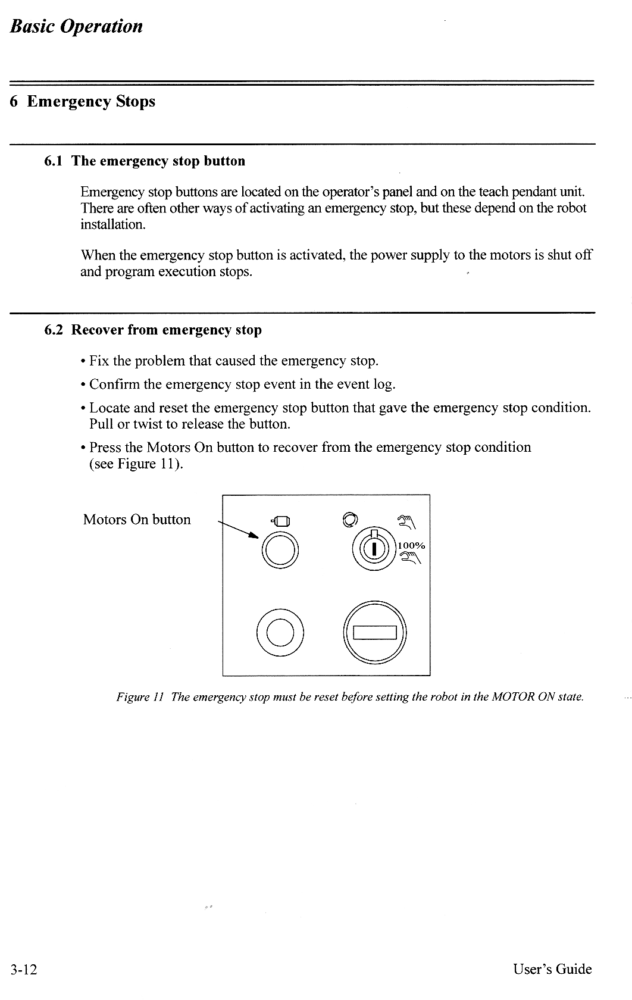 Basic Operation
6 Emergency Stops
6.1 The emergency stop button
Emergency stop buttons are located on the operator's panel and on the teach pendant unit.
There are often other ways of activating an emergency stop, but these depend on the robot
installation.
When the emergency stop button is activated, the power supply to the motors is shut off
and program execution stops.
6.2 Recover from emergency stop
• Fix the problem that caused the emergency stop.
• Confirm the emergency stop event in the event log.
• Locate and reset the emergency stop button that gave the emergency stop condition.
Pull or twist to release the button.
• Press the Motors On button to recover from the emergency stop condition
(see Figure 11).
Motors On button
100%
Figure 11 The emergency stop must be reset before setting the robot in the MOTOR ON state.
3-12
User's Guide